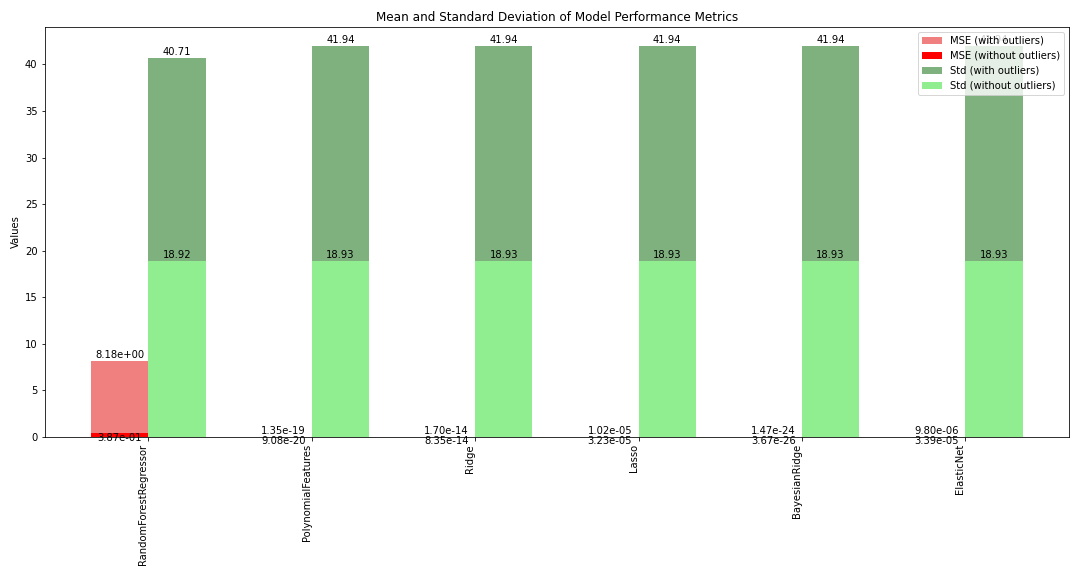 Mean and Standard Deviation of Model Performance Metrics
MSE (with outliers)
MSE (without outliers)
Std (with outliers)
Std (without outliers)
40.71
41.94
41.94
41.94
41.94
18.92
18.93
18.93
18.93
18.93
18.93
8.18e+00
3.87e-01
1.35e-19
9.08e-20
1.70e-14
8.35e-14
1.02e-05
3.23e-05
1.47e-24
3.67e-26
9.80e-06
3.39e-05
Values
40
35
30
25
20
15
10
5
0
RandomForestRegressor
PolynomialFeatures
Ridge
Lasso
BayesianRidge
ElasticNet